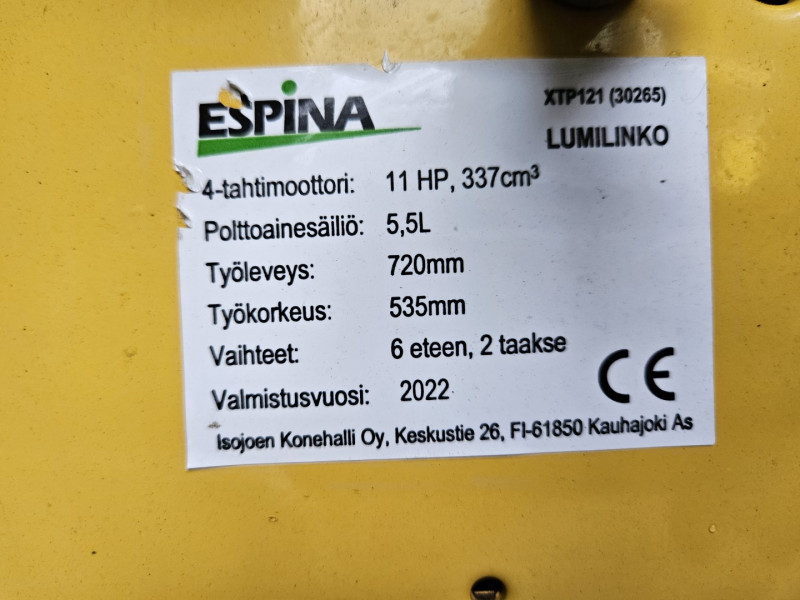 ESPINA
XTP121 (30265)
LUMILINKO
4-tahtimoottori: 11 HP, 337cm³
Polttoainesäiliö: 5,5L
Työleveys: 720mm
Työkorkeus: 535mm
Vaihteet: 6 eteen, 2 taakse
Valmistusvuosi: 2022
CE
Isojoen Konehalli Oy, Keskustie 26, FI-61850 Kauhajoki As